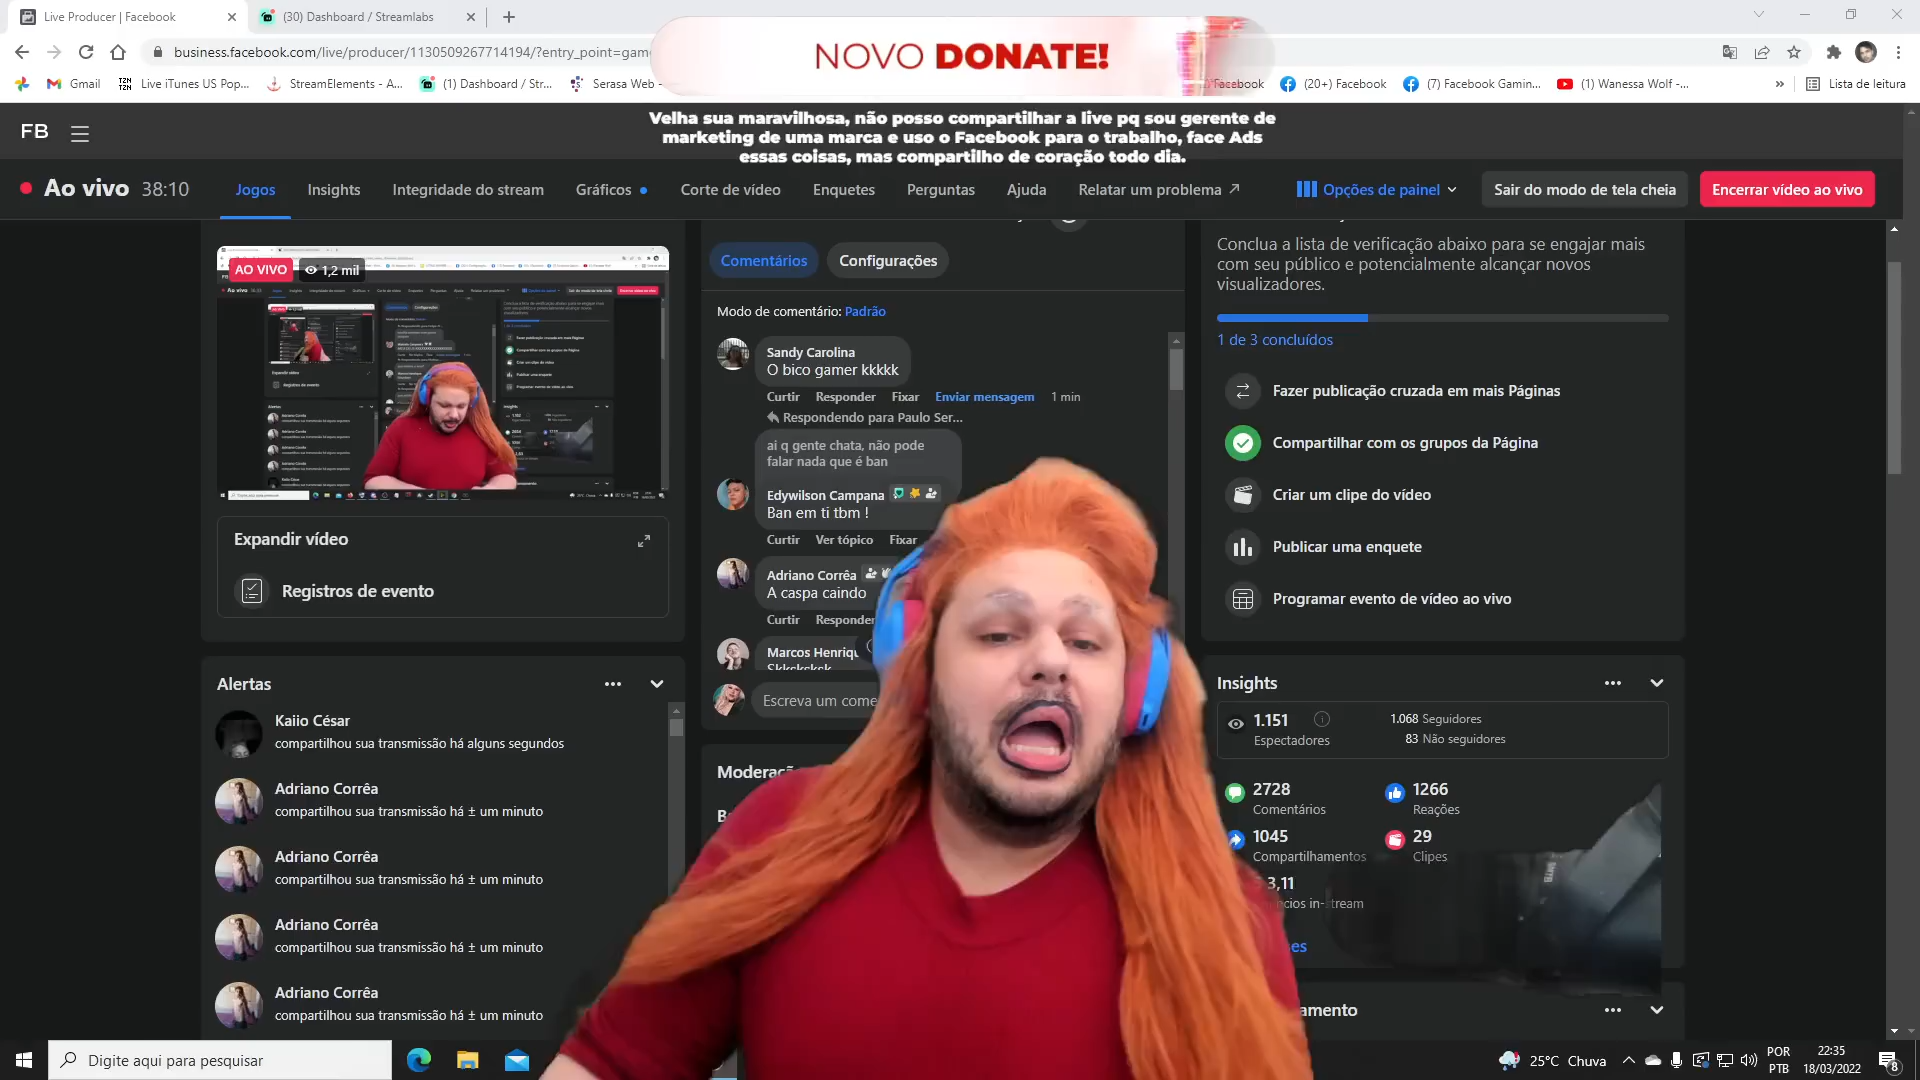 Live Producer | Facebook
(30) Dashboard / Streamlabs
business.facebook.com/live/producer/1130509267714194/?entry_point=gam
NOVO DONATE!
Gmail
Live iTunes US Pop...
StreamElements - A...
(1) Dashboard / Str...
Serasa Web -
Facebook
(20+) Facebook
(7) Facebook Gamin...
(1) Wanessa Wolf -...
»
Lista de leitura
FB
Velha sua maravilhosa, não posso compartilhar a live pq sou gerente de
marketing de uma marca e uso o Facebook para o trabalho, face Ads
essas coisas, mas compartilho de coração todo dia.
Ao vivo 38:10
Jogos
Insights
Integridade do stream
Gráficos
Corte de vídeo
Enquetes
Perguntas
Ajuda
Relatar um problema
Opções de painel
Sair do modo de tela cheia
Encerrar vídeo ao vivo
AO VIVO 1,2 mil
Expandir vídeo
Registros de evento
Alertas
Kaiio César
compartilhou sua transmissão há alguns segundos
Adriano Corrêa
compartilhou sua transmissão há ± um minuto
Adriano Corrêa
compartilhou sua transmissão há ± um minuto
Adriano Corrêa
compartilhou sua transmissão há ± um minuto
Adriano Corrêa
compartilhou sua transmissão há ± um minuto
Comentários
Configurações
Modo de comentário: Padrão
Sandy Carolina
O bico gamer kkkkk
Curtir Responder Fixar Enviar mensagem 1 min
Respondendo para Paulo Ser...
ai q gente chata, não pode
falar nada que é ban
Edywilson Campana
Ban em ti tbm !
Curtir Ver tópico Fixar
Adriano Corrêa
A caspa caindo
Curtir Responder
Marcos Henriqu
Skksksksk
Escreva um come
Moderaç
Conclua a lista de verificação abaixo para se engajar mais
com seu público e potencialmente alcançar novos
visualizadores.
1 de 3 concluídos
Fazer publicação cruzada em mais Páginas
Compartilhar com os grupos da Página
Criar um clipe do vídeo
Publicar uma enquete
Programar evento de vídeo ao vivo
Insights
1.151
Espectadores
1.068 Seguidores
83 Não seguidores
2728
Comentários
1266
Reações
1045
Compartilhamentos
29
Clipes
3,11
ncios in-stream
es
amento
Digite aqui para pesquisar
25°C Chuva
POR
PTB
22:35
18/03/2022
8